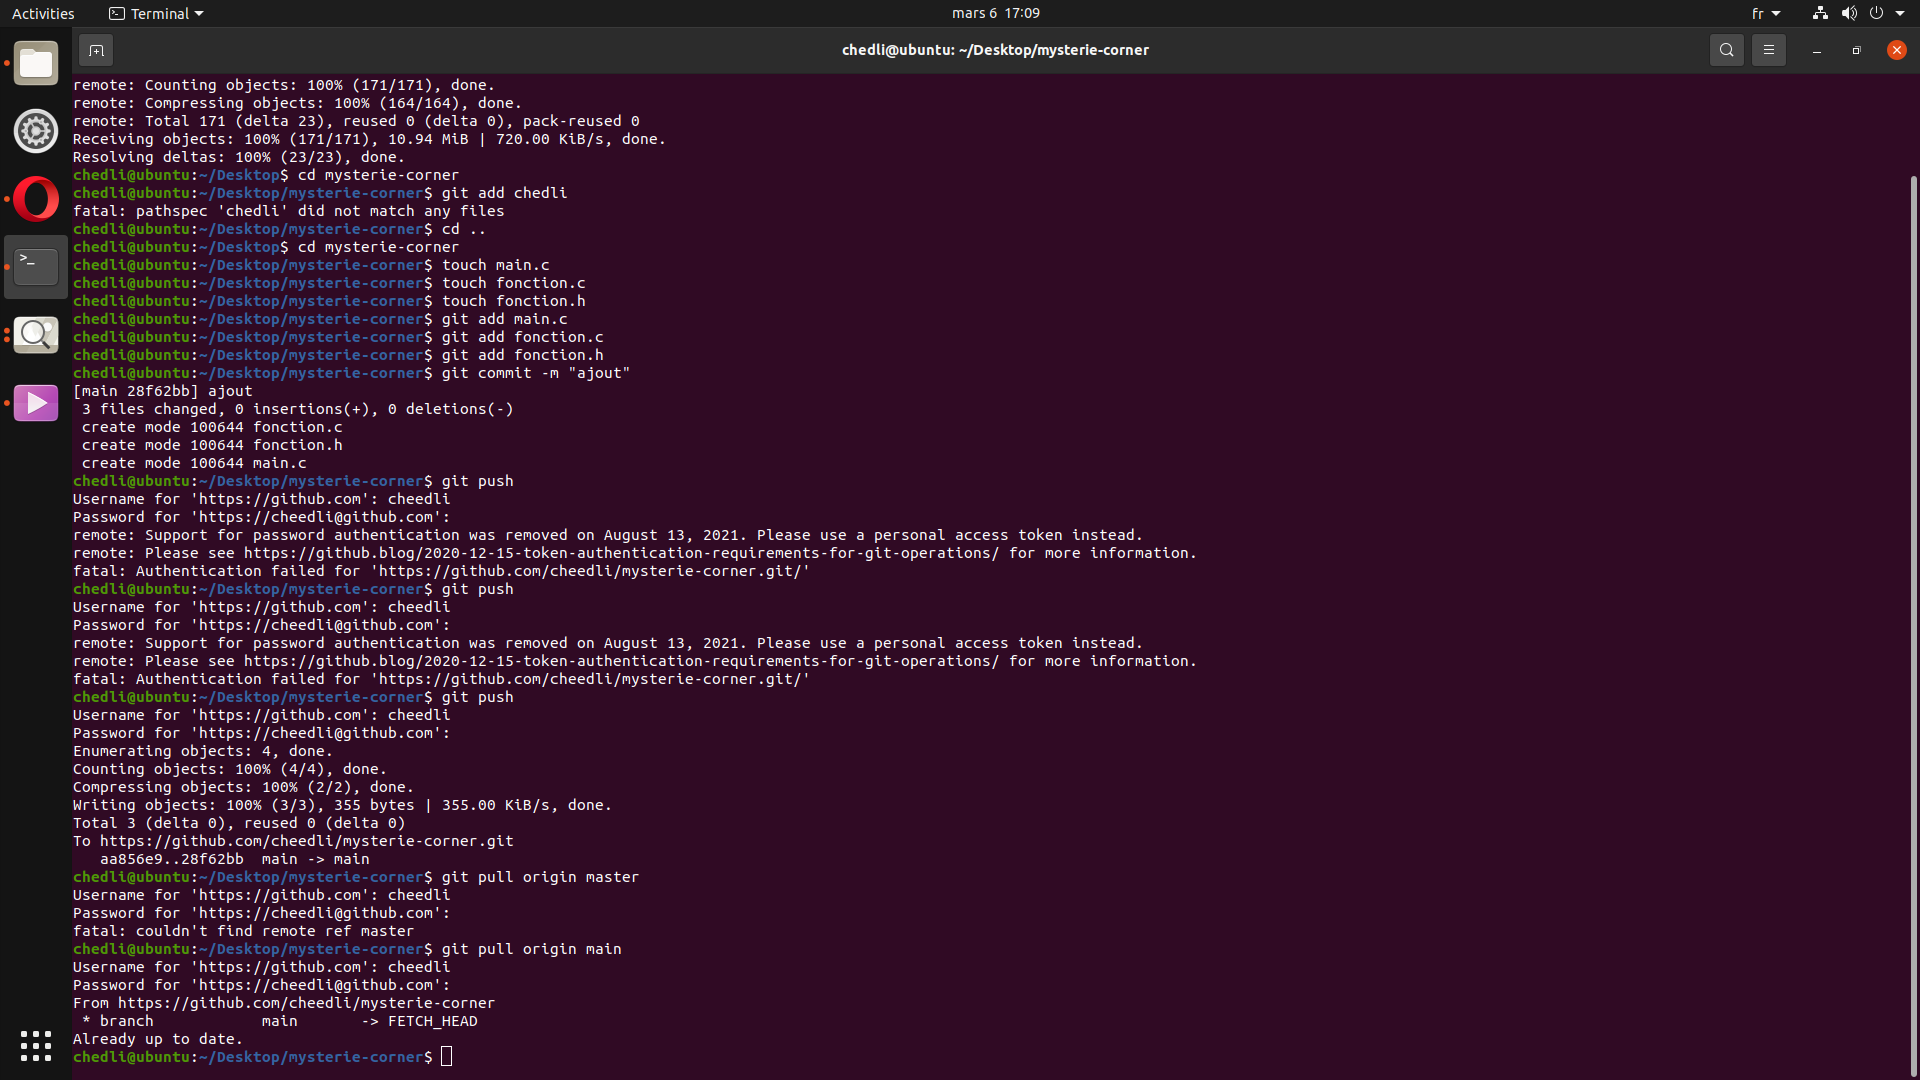 Activities
Terminal
mars 6 17:09
fr
chedli@ubuntu: ~/Desktop/mysterie-corner
remote: Counting objects: 100% (171/171), done.
remote: Compressing objects: 100% (164/164), done.
remote: Total 171 (delta 23), reused 0 (delta 0), pack-reused 0
Receiving objects: 100% (171/171), 10.94 MiB | 720.00 KiB/s, done.
Resolving deltas: 100% (23/23), done.
chedli@ubuntu:~/Desktop$ cd mysterie-corner
chedli@ubuntu:~/Desktop/mysterie-corner$ git add chedli
fatal: pathspec 'chedli' did not match any files
chedli@ubuntu:~/Desktop/mysterie-corner$ cd ..
chedli@ubuntu:~/Desktop$ cd mysterie-corner
chedli@ubuntu:~/Desktop/mysterie-corner$ touch main.c
chedli@ubuntu:~/Desktop/mysterie-corner$ touch fonction.c
chedli@ubuntu:~/Desktop/mysterie-corner$ touch fonction.h
chedli@ubuntu:~/Desktop/mysterie-corner$ git add main.c
chedli@ubuntu:~/Desktop/mysterie-corner$ git add fonction.c
chedli@ubuntu:~/Desktop/mysterie-corner$ git add fonction.h
chedli@ubuntu:~/Desktop/mysterie-corner$ git commit -m "ajout"
[main 28f62bb] ajout
 3 files changed, 0 insertions(+), 0 deletions(-)
 create mode 100644 fonction.c
 create mode 100644 fonction.h
 create mode 100644 main.c
chedli@ubuntu:~/Desktop/mysterie-corner$ git push
Username for 'https://github.com': cheedli
Password for 'https://cheedli@github.com':
remote: Support for password authentication was removed on August 13, 2021. Please use a personal access token instead.
remote: Please see https://github.blog/2020-12-15-token-authentication-requirements-for-git-operations/ for more information.
fatal: Authentication failed for 'https://github.com/cheedli/mysterie-corner.git/'
chedli@ubuntu:~/Desktop/mysterie-corner$ git push
Username for 'https://github.com': cheedli
Password for 'https://cheedli@github.com':
remote: Support for password authentication was removed on August 13, 2021. Please use a personal access token instead.
remote: Please see https://github.blog/2020-12-15-token-authentication-requirements-for-git-operations/ for more information.
fatal: Authentication failed for 'https://github.com/cheedli/mysterie-corner.git/'
chedli@ubuntu:~/Desktop/mysterie-corner$ git push
Username for 'https://github.com': cheedli
Password for 'https://cheedli@github.com':
Enumerating objects: 4, done.
Counting objects: 100% (4/4), done.
Compressing objects: 100% (2/2), done.
Writing objects: 100% (3/3), 355 bytes | 355.00 KiB/s, done.
Total 3 (delta 0), reused 0 (delta 0)
To https://github.com/cheedli/mysterie-corner.git
   aa856e9..28f62bb  main -> main
chedli@ubuntu:~/Desktop/mysterie-corner$ git pull origin master
Username for 'https://github.com': cheedli
Password for 'https://cheedli@github.com':
fatal: couldn't find remote ref master
chedli@ubuntu:~/Desktop/mysterie-corner$ git pull origin main
Username for 'https://github.com': cheedli
Password for 'https://cheedli@github.com':
From https://github.com/cheedli/mysterie-corner
 * branch            main       -> FETCH_HEAD
Already up to date.
chedli@ubuntu:~/Desktop/mysterie-corner$